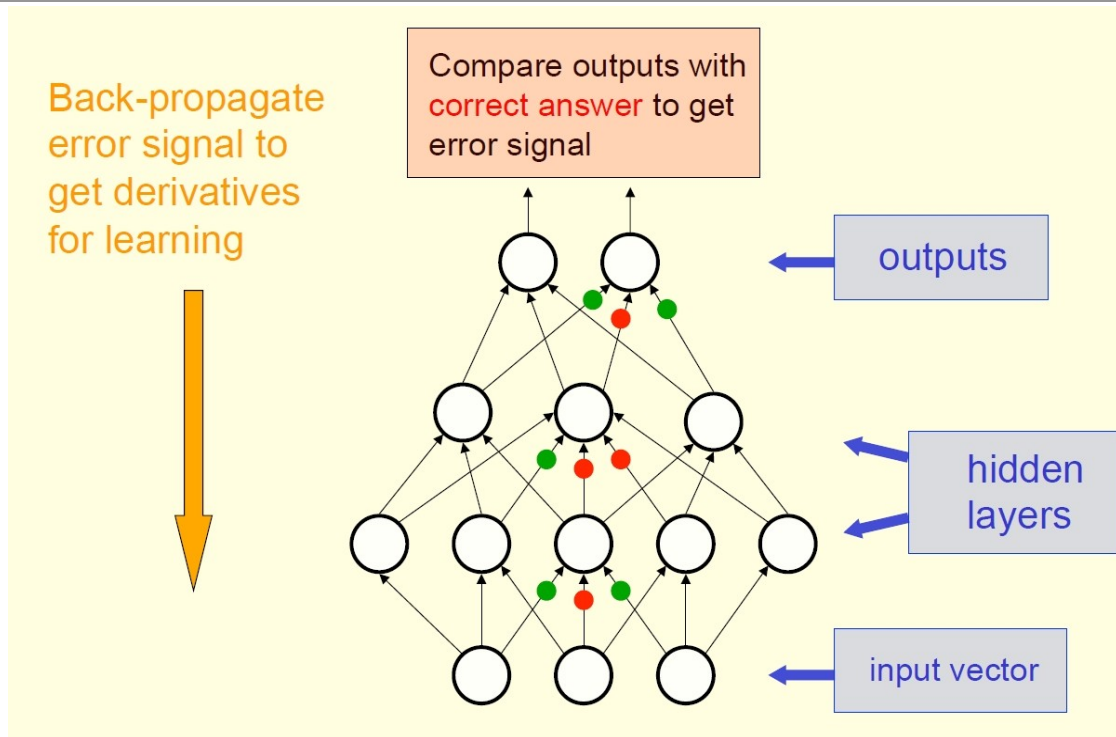 Compare outputs with
correct answer to get
error signal
Back-propagate
error signal to
get derivatives
for learning
outputs
hidden
layers
input vector